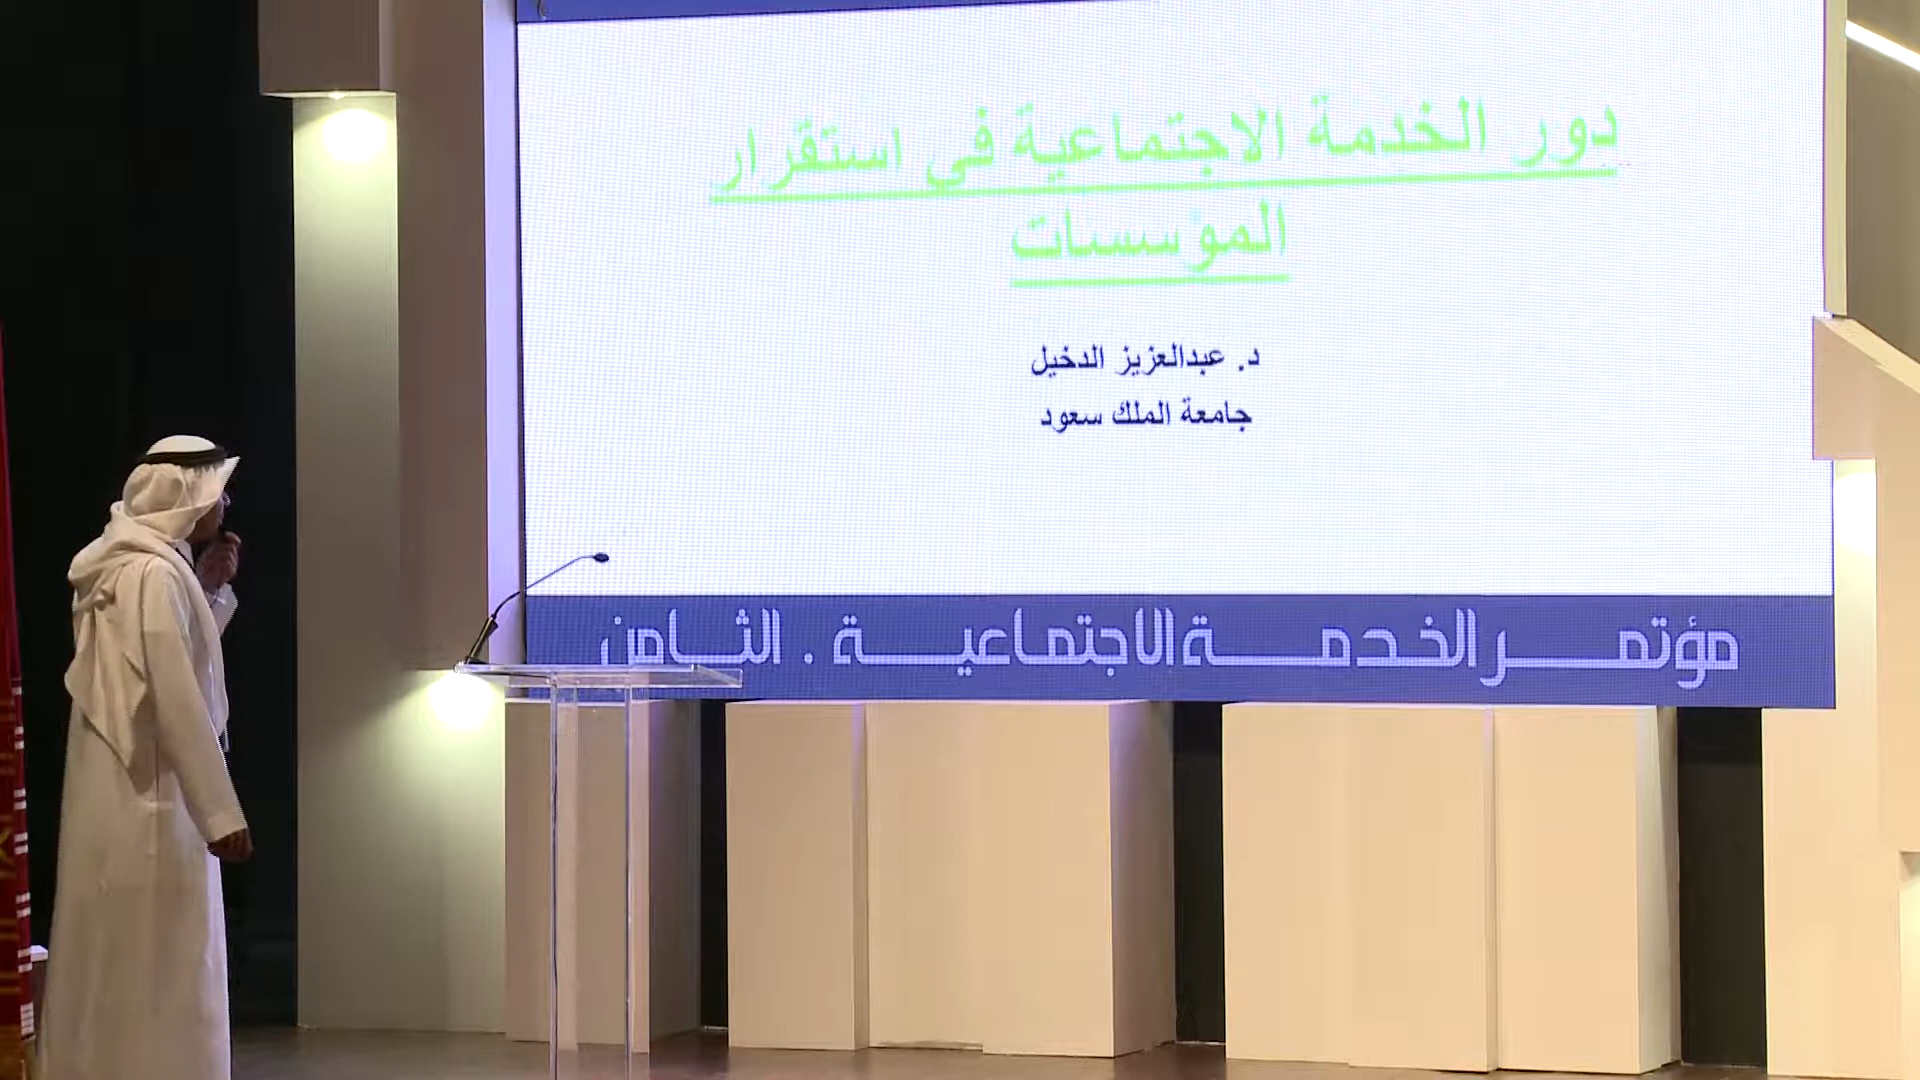 دور الخدمة الاجتماعية في استقرار
المؤسسات
د. عبدالعزيز الدخيل
جامعة الملك سعود
مؤتمر الخدمة الاجتماعية . الثامن